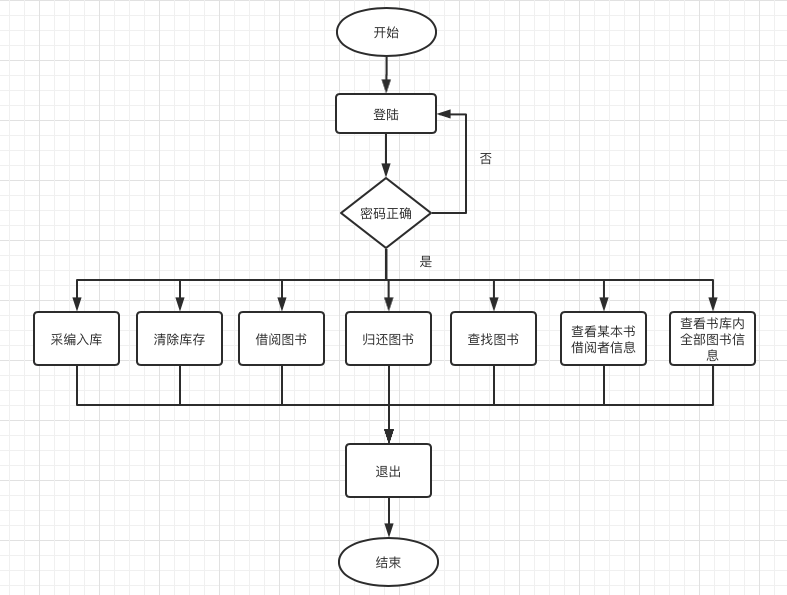 开始
登陆
否
密码正确
是
采编入库
清除库存
借阅图书
归还图书
查找图书
查看某本书
借阅者信息
查看书库内
全部图书信
息
退出
结束